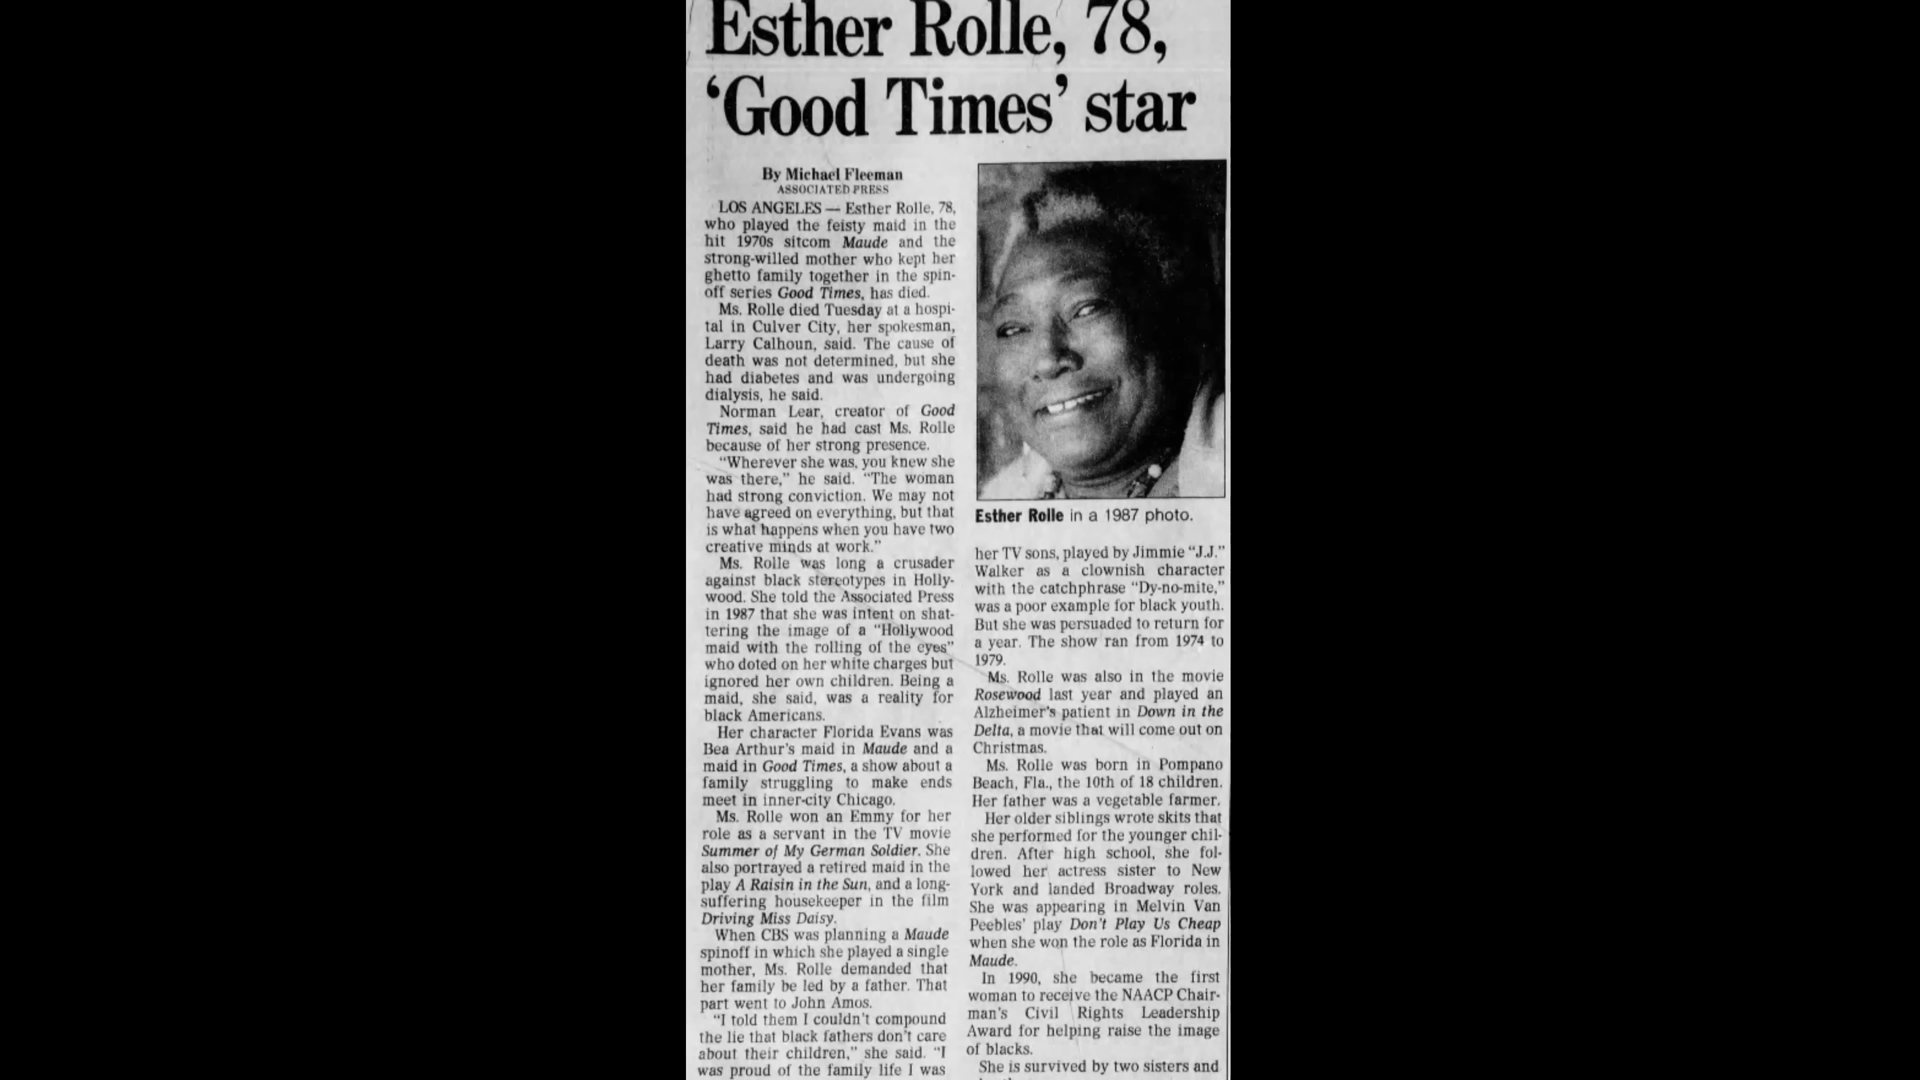 Esther Rolle, 78,
‘Good Times’ star
By Michael Fleeman
ASSOCIATED PRESS
LOS ANGELES — Esther Rolle, 78,
who played the feisty maid in the
hit 1970s sitcom Maude and the
strong-willed mother who kept her
ghetto family together in the spin-
off series Good Times, has died.
Ms. Rolle died Tuesday at a hospi-
tal in Culver City, her spokesman,
Larry Calhoun, said. The cause of
death was not determined, but she
had diabetes and was undergoing
dialysis, he said.
Norman Lear, creator of Good
Times, said he had cast Ms. Rolle
because of her strong presence.
“Wherever she was, you knew she
was there,” he said. “The woman
had strong conviction. We may not
have agreed on everything, but that
is what happens when you have two
creative minds at work.”
Ms. Rolle was long a crusader
against black stereotypes in Holly-
wood. She told the Associated Press
in 1987 that she was intent on shat-
tering the image of a “Hollywood
maid with the rolling of the eyes”
who doted on her white charges but
ignored her own children. Being a
maid, she said, was a reality for
black Americans.
Her character Florida Evans was
Bea Arthur's maid in Maude and a
maid in Good Times, a show about a
family struggling to make ends
meet in inner-city Chicago.
Ms. Rolle won an Emmy for her
role as a servant in the TV movie
Summer of My German Soldier. She
also portrayed a retired maid in the
play A Raisin in the Sun, and a long-
suffering housekeeper in the film
Driving Miss Daisy.
When CBS was planning a Maude
spinoff in which she played a single
mother, Ms. Rolle demanded that
her family be led by a father. That
part went to John Amos.
“I told them I couldn't compound
the lie that black fathers don't care
about their children,” she said. “I
was proud of the family life I was
Esther Rolle in a 1987 photo.
her TV sons, played by Jimmie “J.J.”
Walker as a clownish character
with the catchphrase “Dy-no-mite,”
was a poor example for black youth.
But she was persuaded to return for
a year. The show ran from 1974 to
1979.
Ms. Rolle was also in the movie
Rosewood last year and played an
Alzheimer's patient in Down in the
Delta, a movie that will come out on
Christmas.
Ms. Rolle was born in Pompano
Beach, Fla., the 10th of 18 children.
Her father was a vegetable farmer.
Her older siblings wrote skits that
she performed for the younger chil-
dren. After high school, she fol-
lowed her actress sister to New
York and landed Broadway roles.
She was appearing in Melvin Van
Peebles' play Don't Play Us Cheap
when she won the role as Florida in
Maude.
In 1990, she became the first
woman to receive the NAACP Chair-
man's Civil Rights Leadership
Award for helping raise the image
of blacks.
She is survived by two sisters and